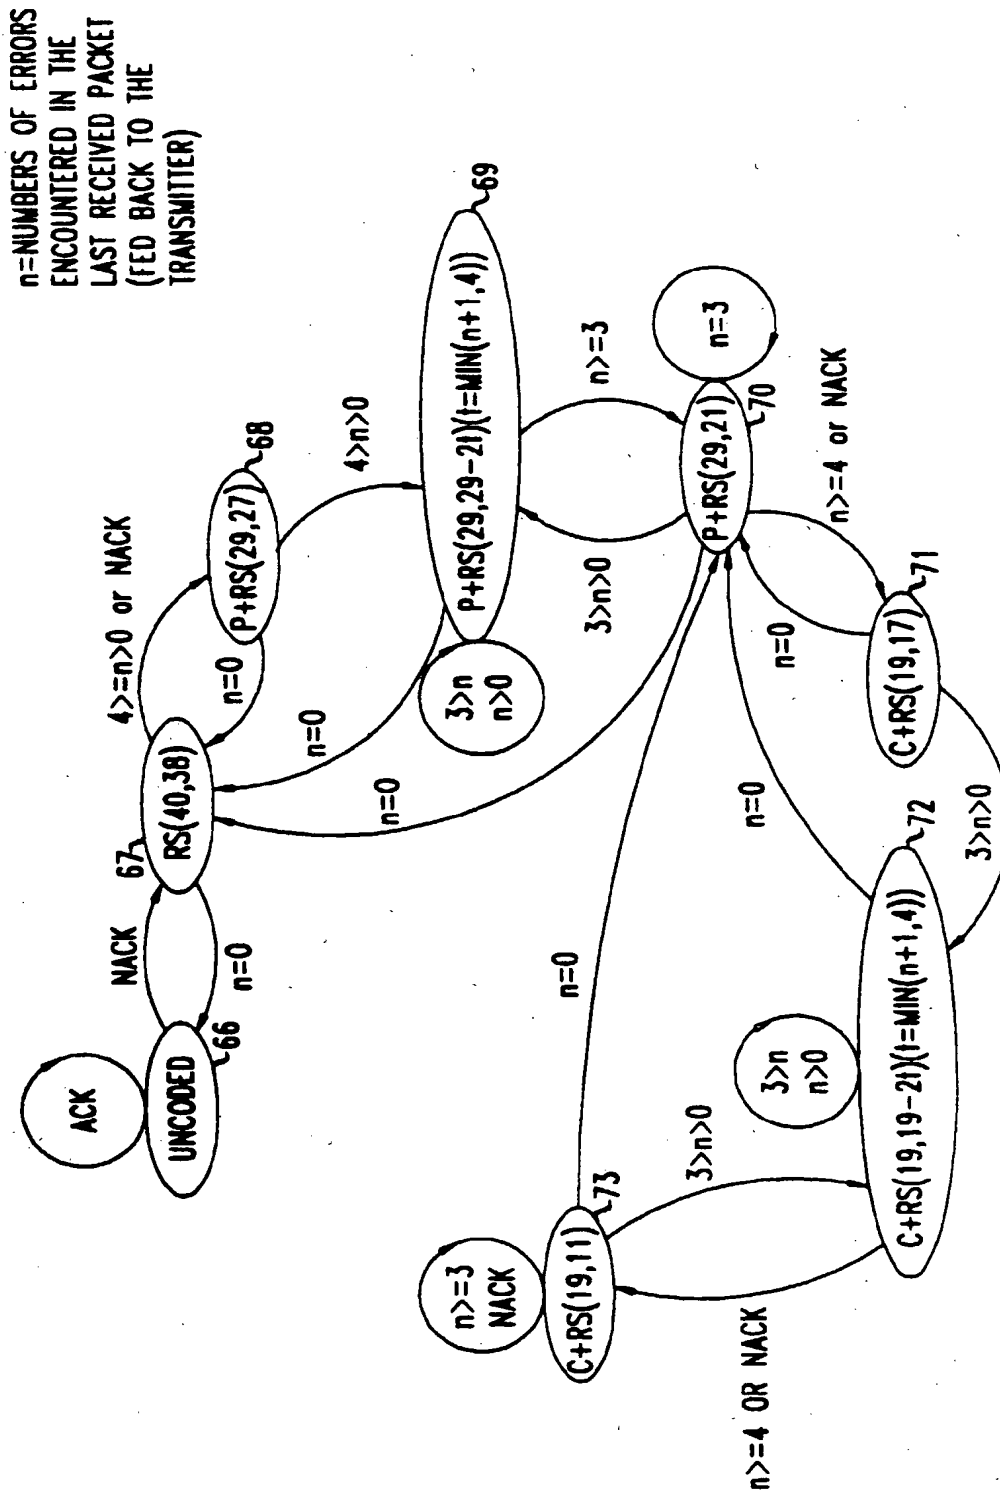 n=NUMBERS OF ERRORS
ENCOUNTERED IN THE
LAST RECEIVED PACKET
(FED BACK TO THE
TRANSMITTER)
ACK
UNCODED
66
NACK
n=0
67
RS(40,38)
4>=n>0 or NACK
n=0
P+RS(29,27)
68
4>n>0
n=0
3>n
n>0
P+RS(29,29-2t)(t=MIN(n+1,4))
69
n=0
3>n>0
n>=3
P+RS(29,21)
70
n=3
n=0
n>=4 or NACK
n=0
C+RS(19,17)
71
n=0
3>n>0
n>=3
NACK
C+RS(19,11)
73
3>n>0
3>n
n>0
C+RS(19,19-2t)(t=MIN(n+1,4))
72
n>=4 OR NACK